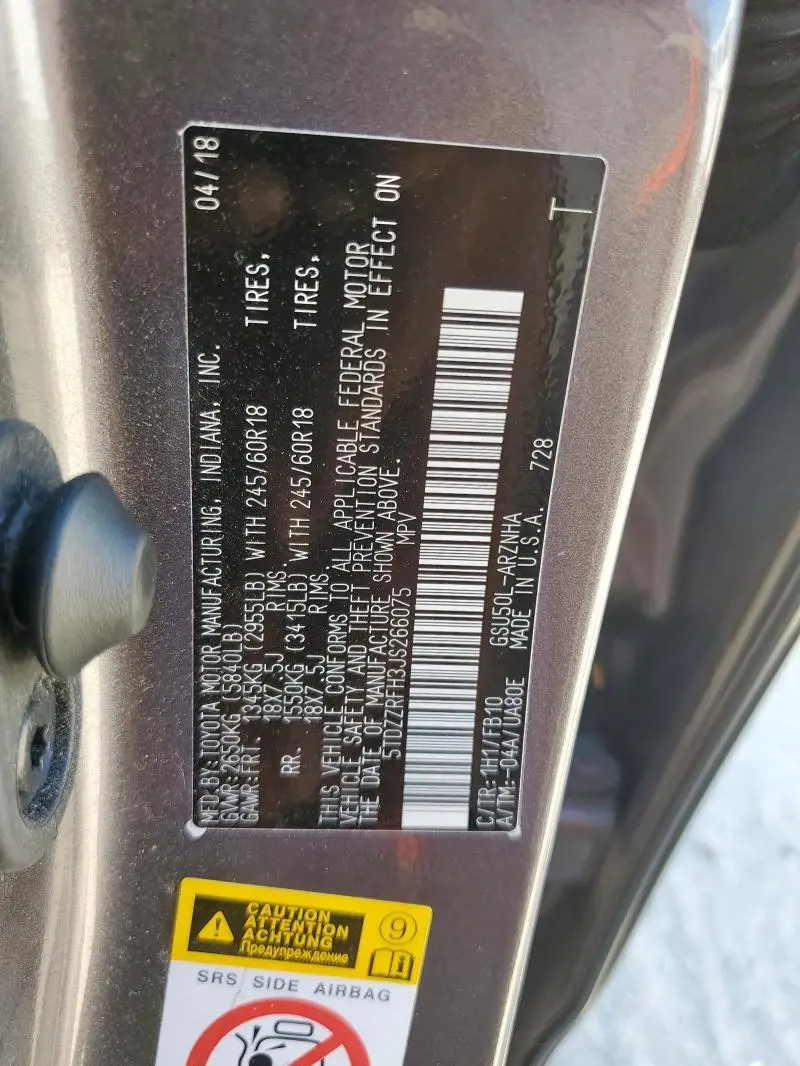 MFD.BY:TOYOTA MOTOR MANUFACTURING, INDIANA, INC. 04/18
GVWR:2650KG(5840LB)
GAWR:FRT. 1345KG(2955LB) WITH 245/60R18 TIRES,
18X7.5J RIMS.
RR. 1550KG(3415LB) WITH 245/60R18 TIRES,
18X7.5J RIMS.
THIS VEHICLE CONFORMS TO ALL APPLICABLE FEDERAL MOTOR
VEHICLE SAFETY AND THEFT PREVENTION STANDARDS IN EFFECT ON
THE DATE OF MANUFACTURE SHOWN ABOVE.
5TDZZRFH3JS266075 MPV
C/TR:1H1/FB10 GSU50L-ARZNHA
A/TM:-04A/UA80E MADE IN U.S.A. 728
T
CAUTION
ATTENTION
ACHTUNG
Предупреждение
9
SRS SIDE AIRBAG